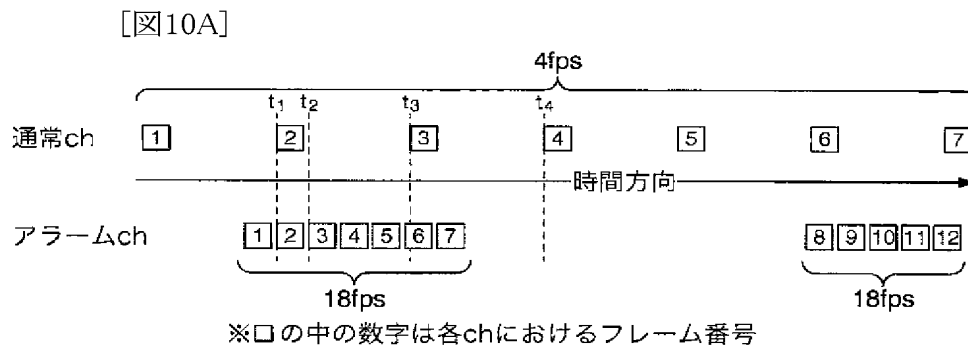 [図10A]
4fps
t1 t2 t3 t4
通常ch 1 2 3 4 5 6 7
時間方向
アラームch 1 2 3 4 5 6 7 8 9 10 11 12
18fps 18fps
※□の中の数字は各chにおけるフレーム番号